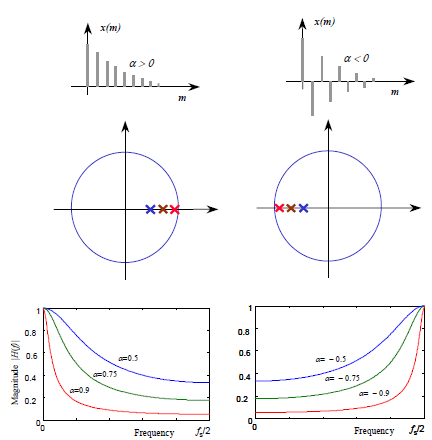 x(m)
α > 0
m
x(m)
α < 0
m
1
0.8
0.6
0.4
0.2
0
Magnitude |H(f)|
α=0.5
α=0.75
α=0.9
0
Frequency
fs/2
1
0.8
0.6
0.4
0.2
0
α= − 0.5
α= − 0.75
α= − 0.9
0
Frequency
fs/2